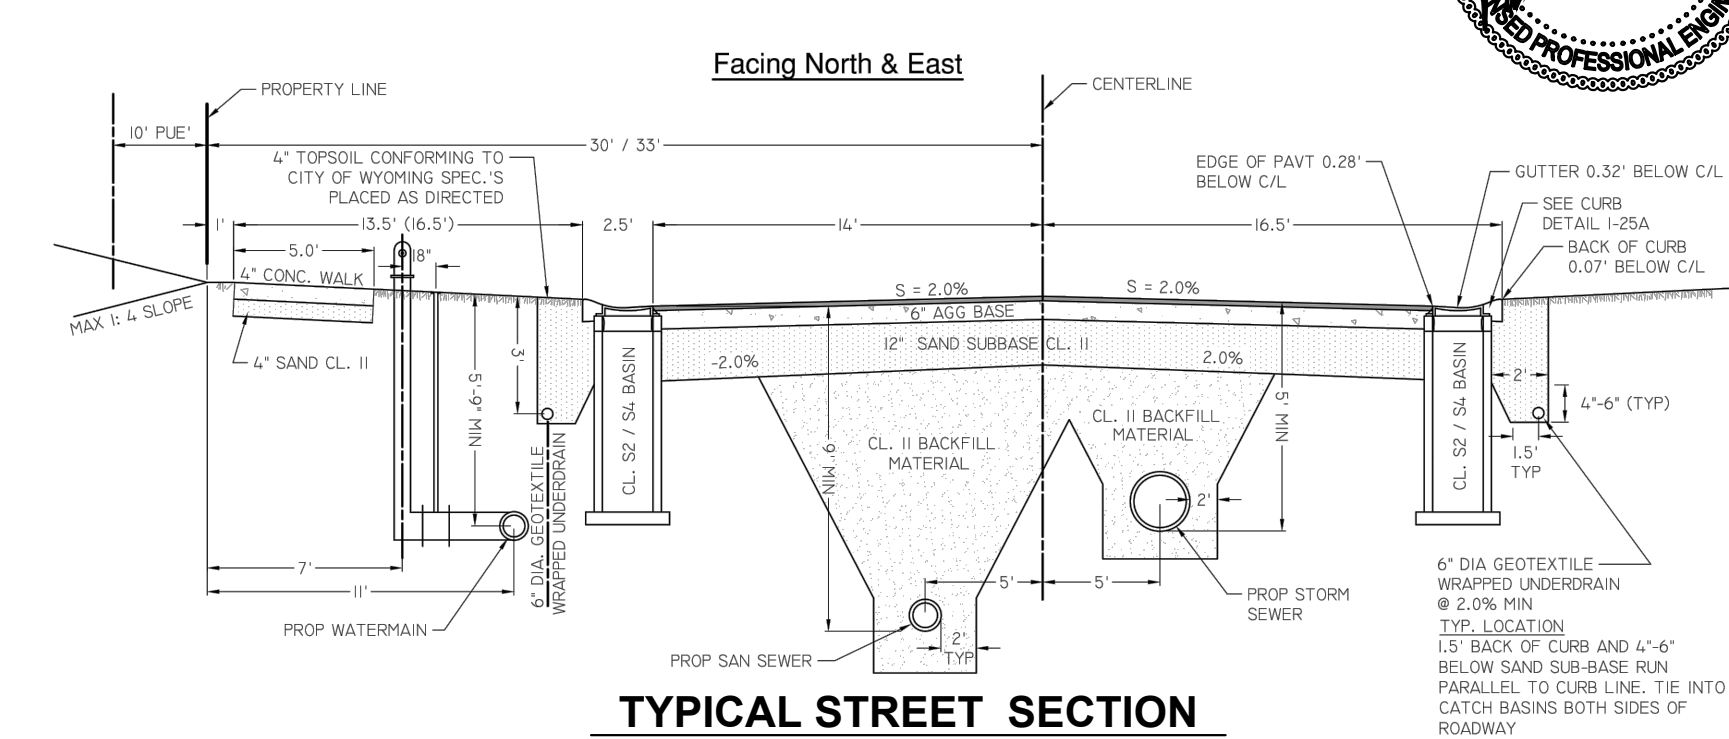 NSED PROFESSIONAL ENGIN
Facing North & East
PROPERTY LINE
CENTERLINE
10' PUE'
30' / 33'
4" TOPSOIL CONFORMING TO
CITY OF WYOMING SPEC.'S
PLACED AS DIRECTED
EDGE OF PAVT 0.28'
BELOW C/L
GUTTER 0.32' BELOW C/L
SEE CURB
DETAIL 1-25A
BACK OF CURB
0.07' BELOW C/L
1'
13.5' (16.5')
2.5'
14'
16.5'
5.0'
18"
4" CONC. WALK
S = 2.0%
S = 2.0%
MAX 1: 4 SLOPE
6" AGG BASE
4" SAND CL. II
12" SAND SUBBASE CL. II
-2.0%
2.0%
3'
5'-9" MIN
CL. S2 / S4 BASIN
9' MIN
CL. II BACKFILL
MATERIAL
CL. II BACKFILL
MATERIAL
5' MIN
CL. S2 / S4 BASIN
2'
4"-6" (TYP)
1.5'
TYP
2'
6" DIA. GEOTEXTILE
WRAPPED UNDERDRAIN
7'
11'
5'
5'
PROP WATERMAIN
PROP SAN SEWER
2'
TYP
PROP STORM
SEWER
6" DIA GEOTEXTILE
WRAPPED UNDERDRAIN
@ 2.0% MIN
TYP. LOCATION
1.5' BACK OF CURB AND 4"-6"
BELOW SAND SUB-BASE RUN
PARALLEL TO CURB LINE. TIE INTO
CATCH BASINS BOTH SIDES OF
ROADWAY
TYPICAL STREET SECTION